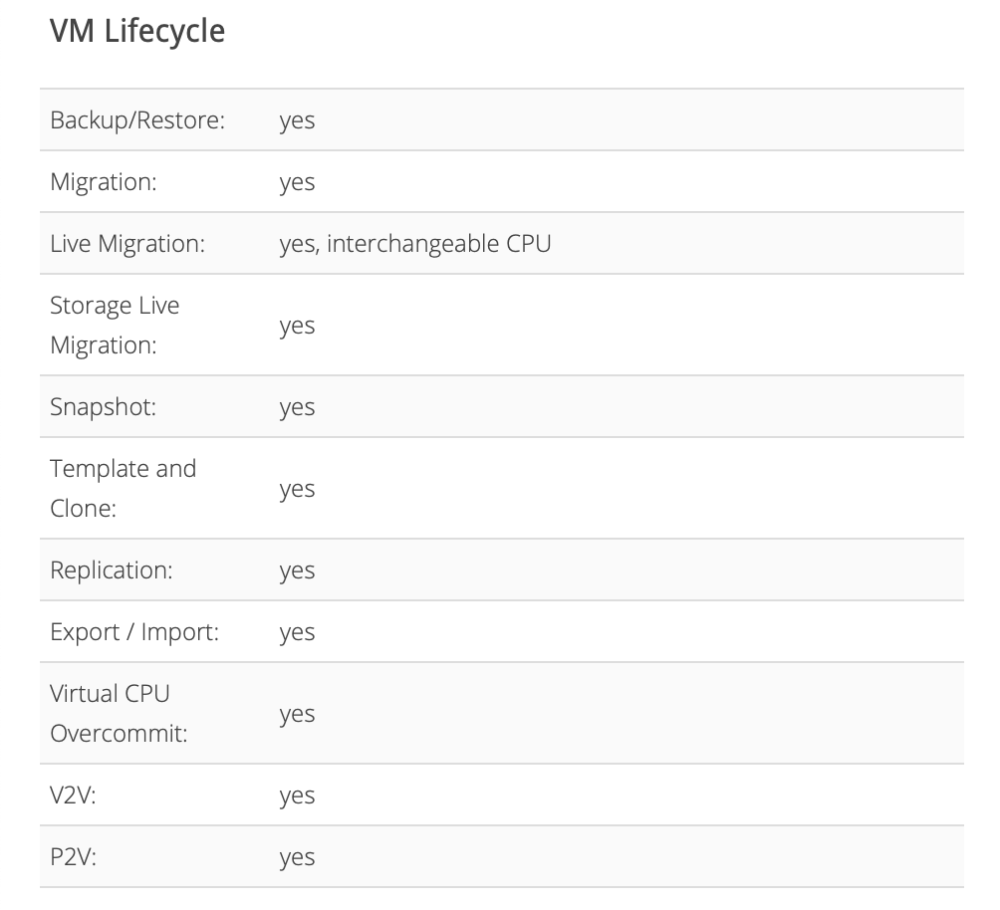 VM Lifecycle
Backup/Restore: yes
Migration: yes
Live Migration: yes, interchangeable CPU
Storage Live
Migration:
yes
Snapshot: yes
Template and
Clone:
yes
Replication: yes
Export / Import: yes
Virtual CPU
Overcommit:
yes
V2V: yes
P2V: yes